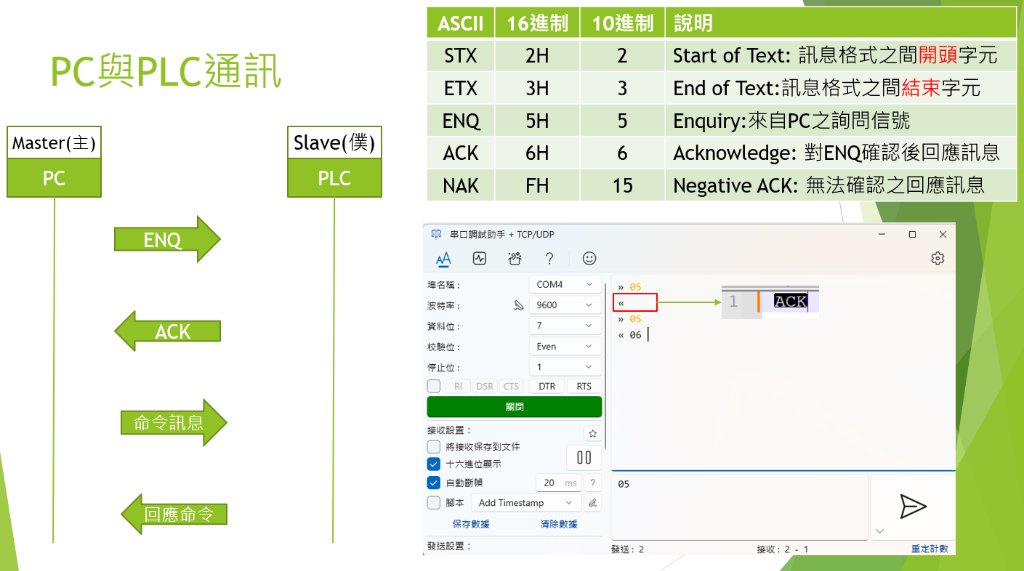 PC與PLC通訊
Master(主)
PC
Slave(僕)
PLC
ENQ
ACK
命令訊息
回應命令
ASCII 16進制 10進制 說明
STX 2H 2 Start of Text: 訊息格式之間開頭字元
ETX 3H 3 End of Text:訊息格式之間結束字元
ENQ 5H 5 Enquiry:來自PC之詢問信號
ACK 6H 6 Acknowledge: 對ENQ確認後回應訊息
NAK FH 15 Negative ACK: 無法確認之回應訊息
串口調試助手 + TCP/UDP
埠名稱: COM4
波特率: 9600
資料位: 7
校驗位: Even
停止位: 1
RI DSR CTS DTR RTS
關閉
接收設置:
將接收保存到文件
十六進位顯示
自動斷幀 20 ms ?
腳本 Add Timestamp
保存數據 清除數據
發送設置:
» 05
«
» 05
« 06
1 ACK
05
發送: 2 接收: 2 - 1 重定計數